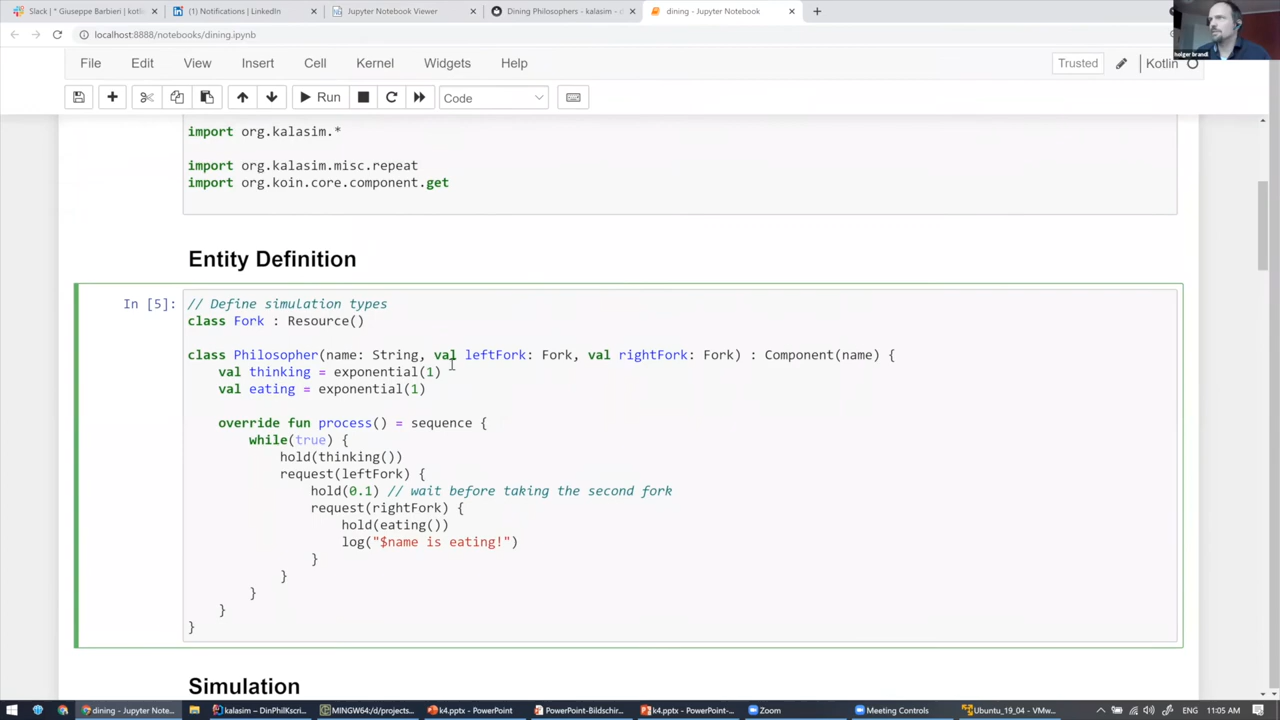 Slack | * Giuseppe Barbieri | kotli
(1) Notifications | LinkedIn
Jupyter Notebook Viewer
Dining Philosophers - kalasim - d
dining - Jupyter Notebook
localhost:8888/notebooks/dining.ipynb
holger brandl
File Edit View Insert Cell Kernel Widgets Help
Trusted
Kotlin
Run
Code
import org.kalasim.*
import org.kalasim.misc.repeat
import org.koin.core.component.get
Entity Definition
In [5]:
// Define simulation types
class Fork : Resource()
class Philosopher(name: String, val leftFork: Fork, val rightFork: Fork) : Component(name) {
val thinking = exponential(1)
val eating = exponential(1)
override fun process() = sequence {
while(true) {
hold(thinking())
request(leftFork) {
hold(0.1) // wait before taking the second fork
request(rightFork) {
hold(eating())
log("$name is eating!")
}
}
}
}
}
Simulation
dining - Jupyter Note...
kalasim – DinPhilKscri...
MINGW64:/d/projects...
k4.pptx - PowerPoint
PowerPoint-Bildschir...
k4.pptx - PowerPoint-...
Zoom
Meeting Controls
Ubuntu_19_04 - VMw...
ENG
11:05 AM